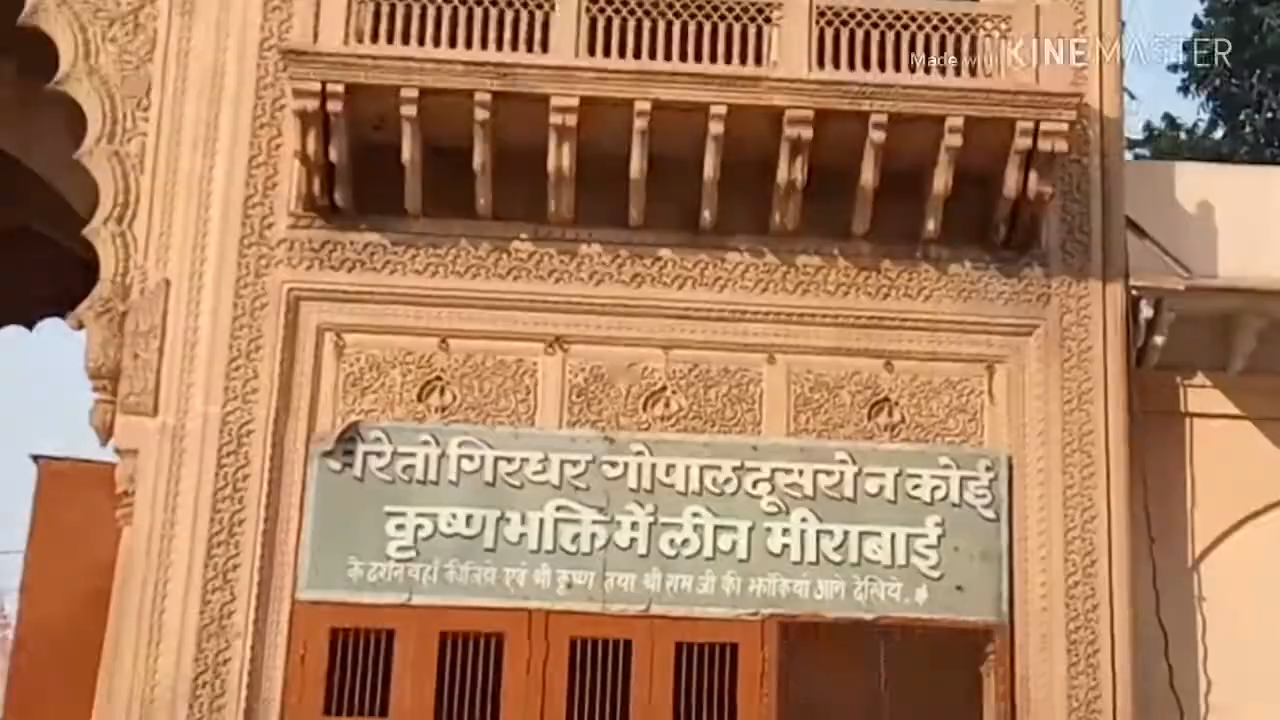 Made with KINEMASTER
मेरे तो गिरधर गोपाल दूसरो न कोई
कृष्ण भक्ति में लीन मीराबाई
के दर्शन यहाँ कीजिये एवं श्री कृष्ण तथा श्री राम जी की झाँकियां आगे देखिये.